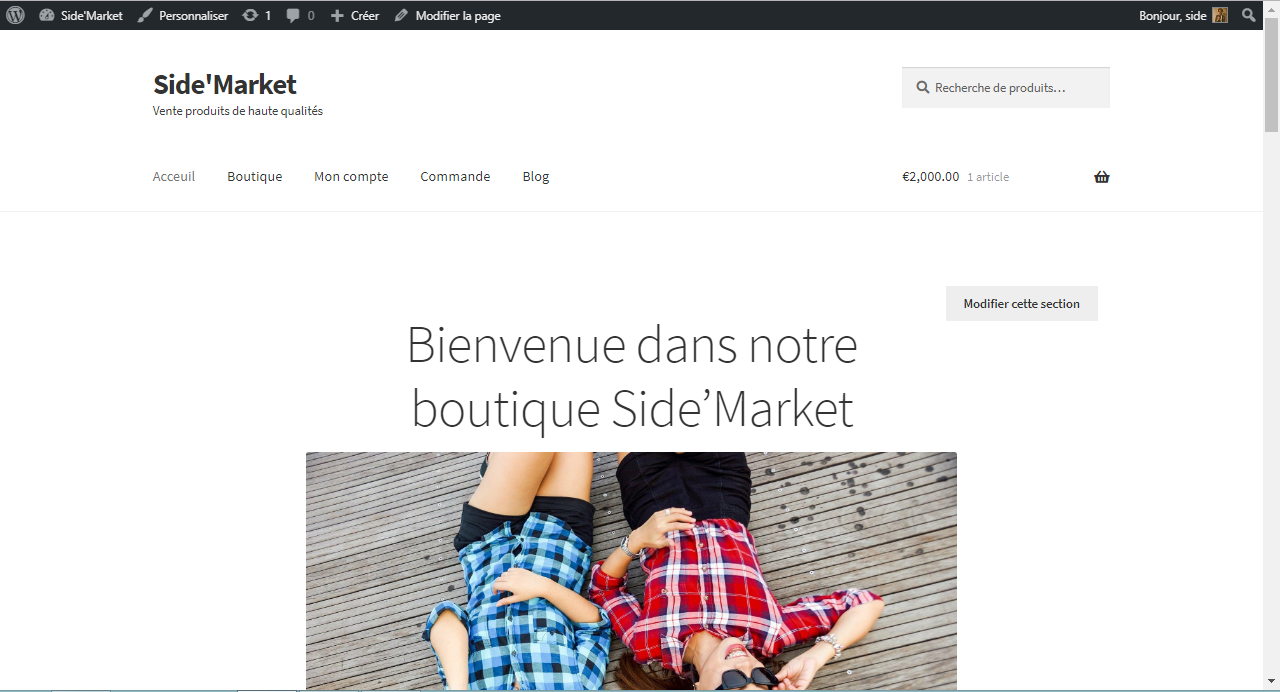 Side'Market Personnaliser 1 0 Créer Modifier la page Bonjour, side
Side'Market
Vente produits de haute qualités
Recherche de produits…
Acceuil Boutique Mon compte Commande Blog €2,000.00 1 article
Modifier cette section
Bienvenue dans notre
boutique Side’Market